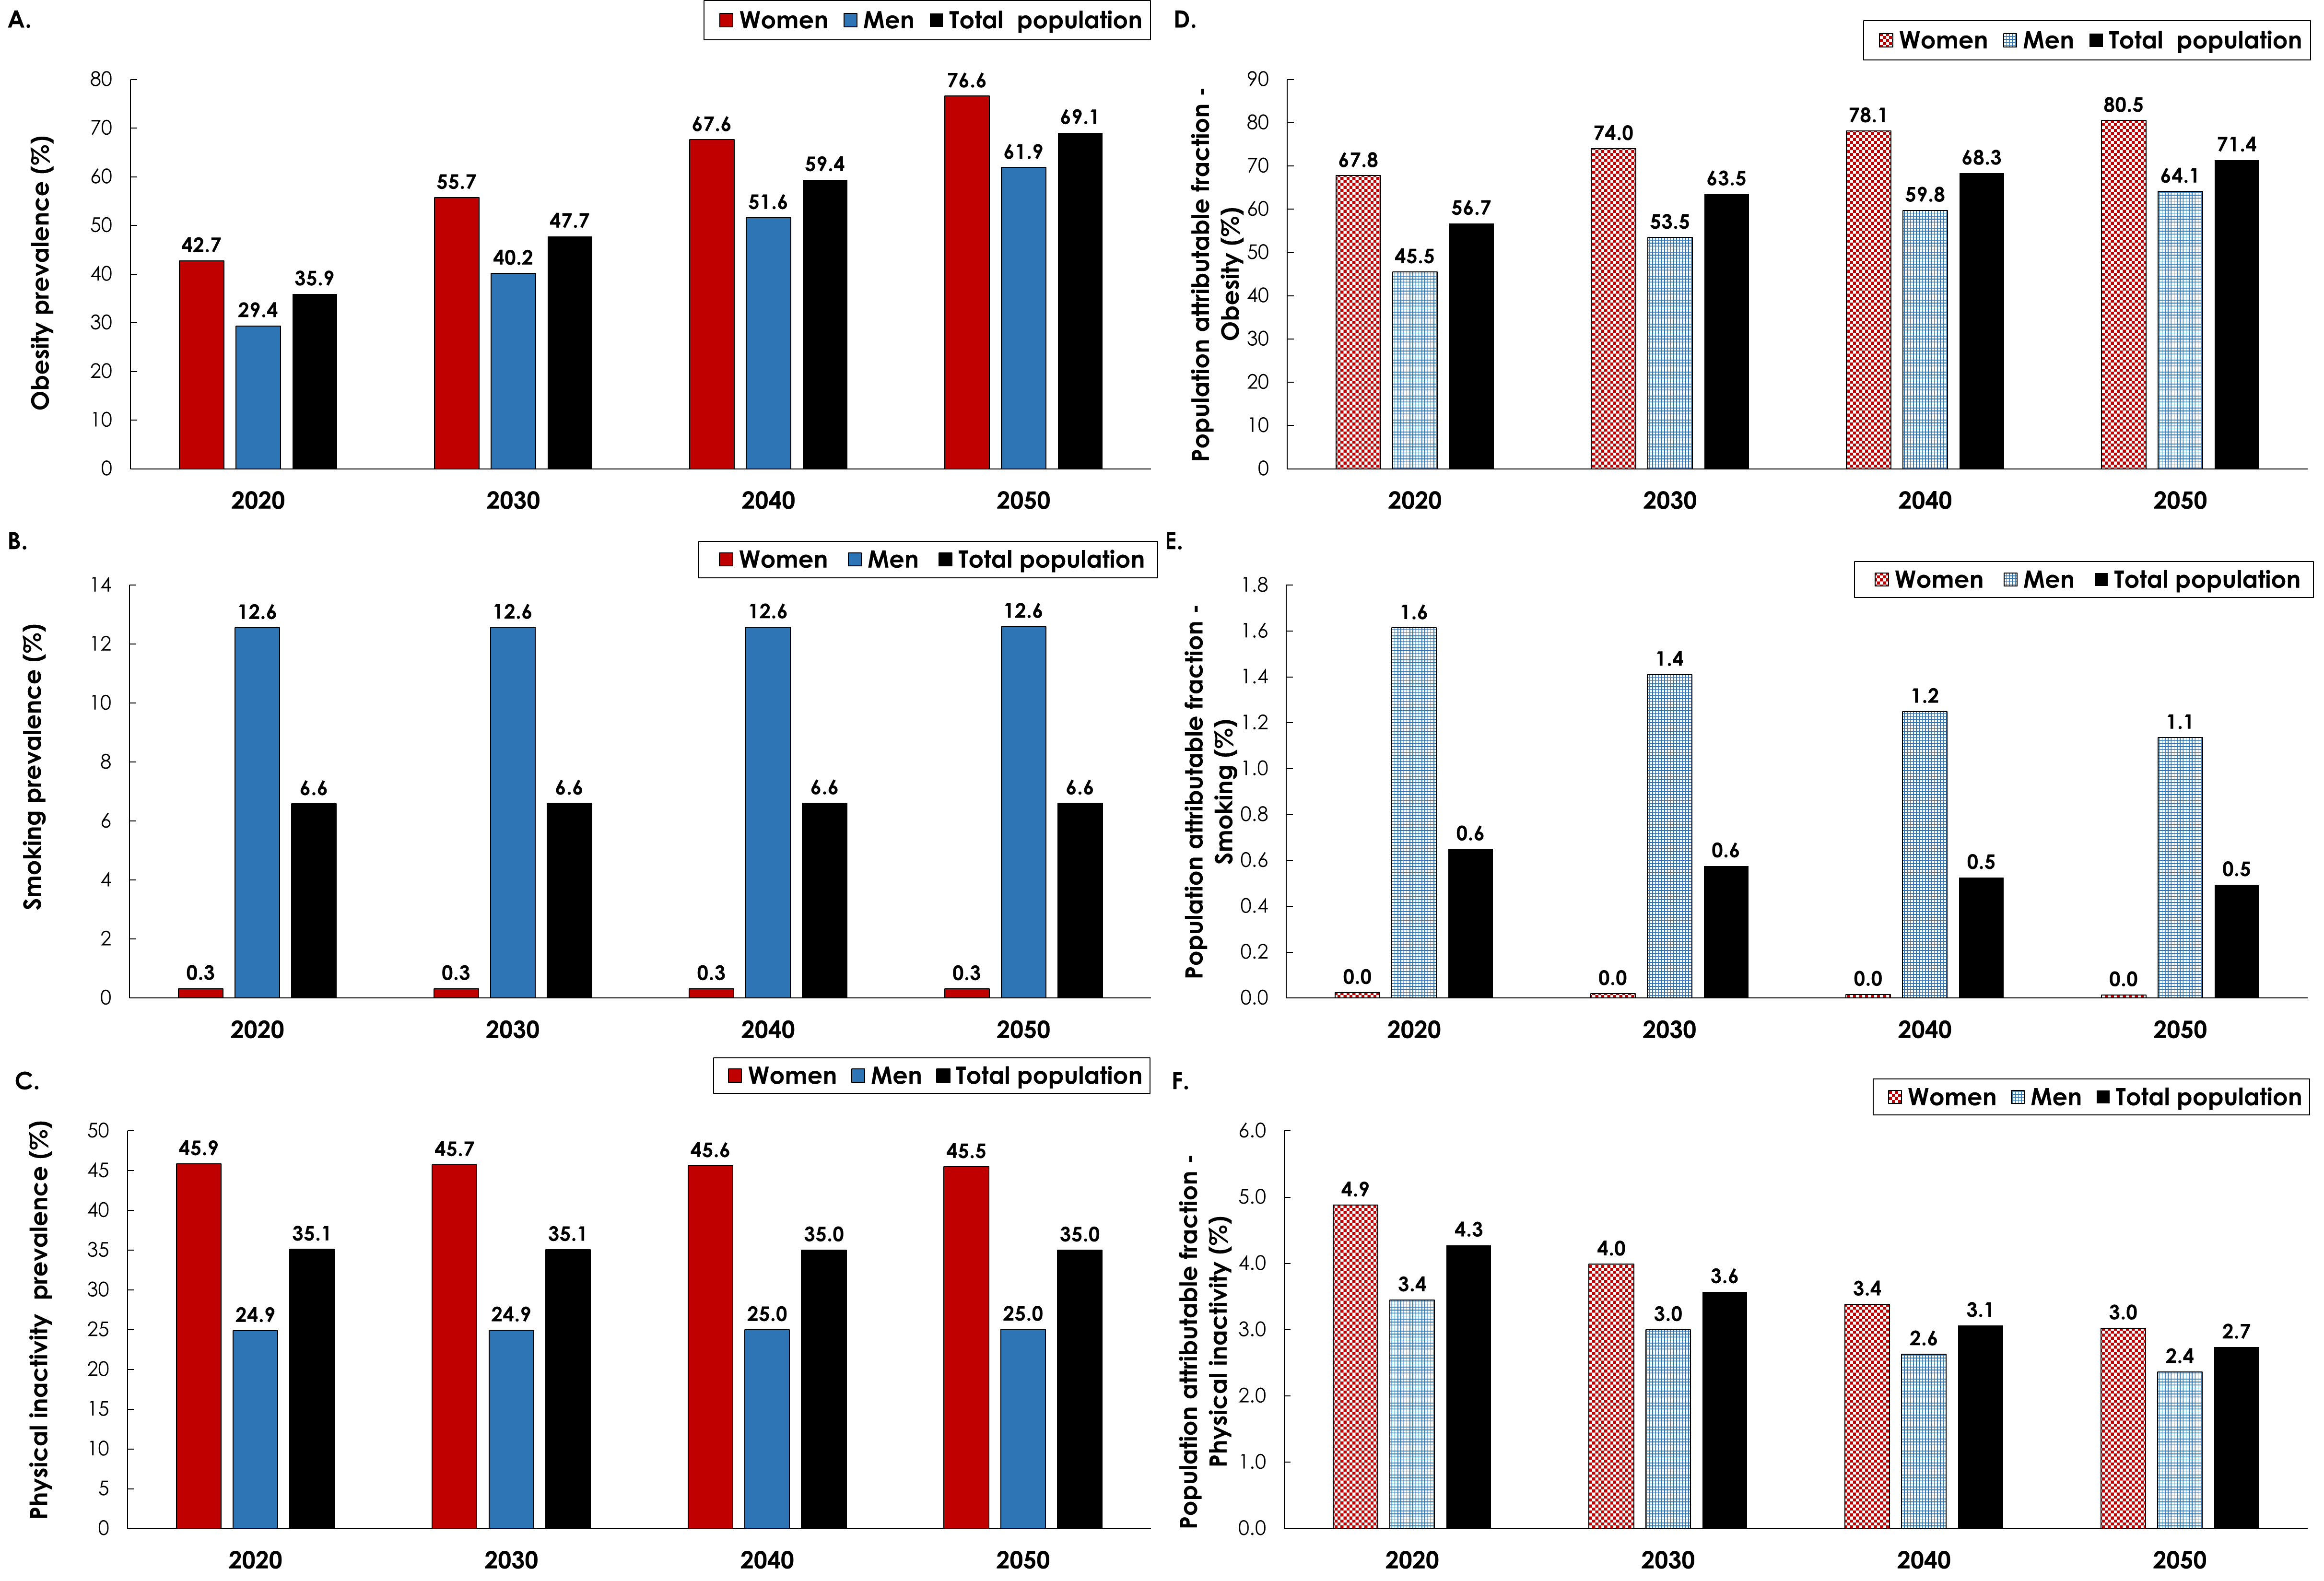 A.
Women Men Total population
Obesity prevalence (%)
80
70
60
50
40
30
20
10
0
42.7 29.4 35.9
55.7 40.2 47.7
67.6 51.6 59.4
76.6 61.9 69.1
2020 2030 2040 2050
D.
Women Men Total population
Population attributable fraction -
Obesity (%)
90
80
70
60
50
40
30
20
10
0
67.8 45.5 56.7
74.0 53.5 63.5
78.1 59.8 68.3
80.5 64.1 71.4
2020 2030 2040 2050
B.
Women Men Total population
Smoking prevalence (%)
14
12
10
8
6
4
2
0
0.3 12.6 6.6
0.3 12.6 6.6
0.3 12.6 6.6
0.3 12.6 6.6
2020 2030 2040 2050
E.
Women Men Total population
Population attributable fraction -
Smoking (%)
1.8
1.6
1.4
1.2
1.0
0.8
0.6
0.4
0.2
0.0
0.0 1.6 0.6
0.0 1.4 0.6
0.0 1.2 0.5
0.0 1.1 0.5
2020 2030 2040 2050
C.
Women Men Total population
Physical inactivity prevalence (%)
50
45
40
35
30
25
20
15
10
5
0
45.9 24.9 35.1
45.7 24.9 35.1
45.6 25.0 35.0
45.5 25.0 35.0
2020 2030 2040 2050
F.
Women Men Total population
Population attributable fraction -
Physical inactivity (%)
6.0
5.0
4.0
3.0
2.0
1.0
0.0
4.9 3.4 4.3
4.0 3.0 3.6
3.4 2.6 3.1
3.0 2.4 2.7
2020 2030 2040 2050